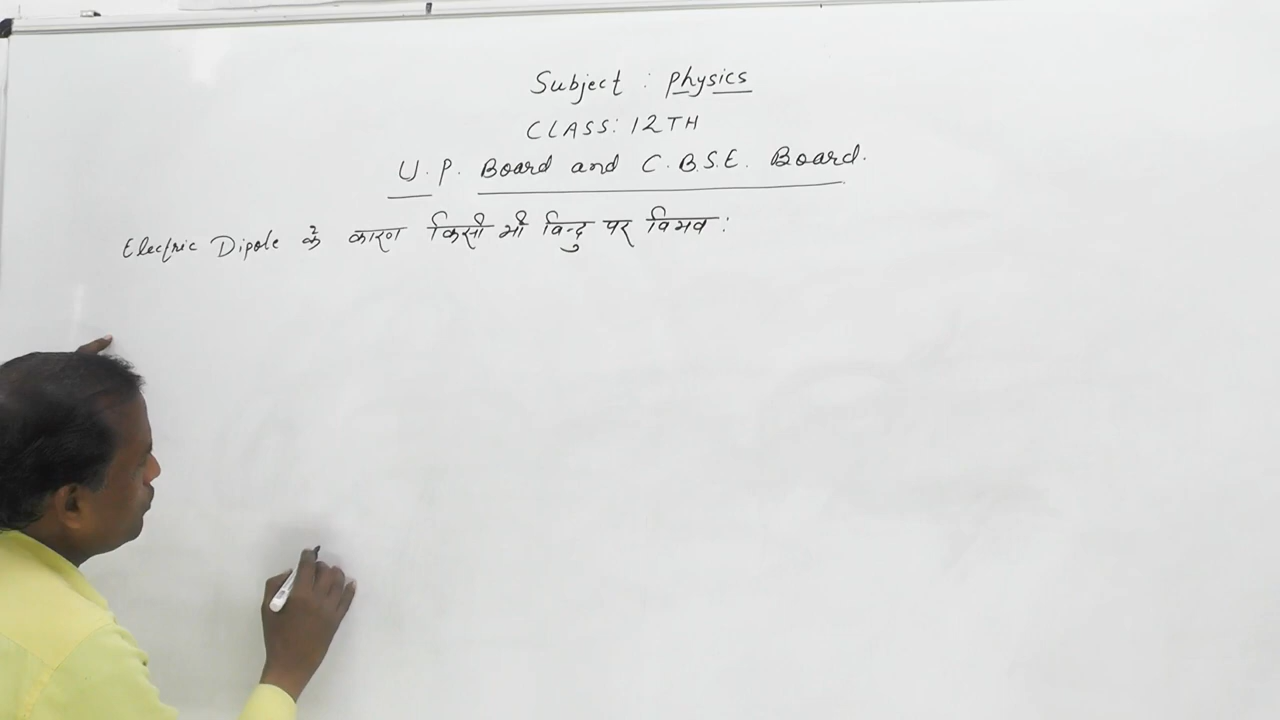 Subject : Physics
CLASS: 12TH
U.P. Board and C.B.S.E. Board.
Electric Dipole के कारण किसी भी विन्दु पर विभव :